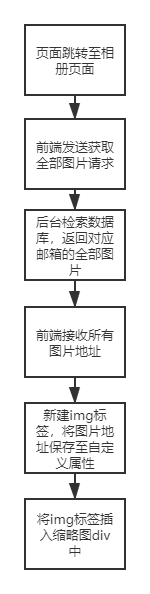 页面跳转至相
册页面
前端发送获取
全部图片请求
后台检索数据
库，返回对应
邮箱的全部图
片
前端接收所有
图片地址
新建img标
签，将图片地
址保存至自定
义属性
将img标签插
入缩略图div
中